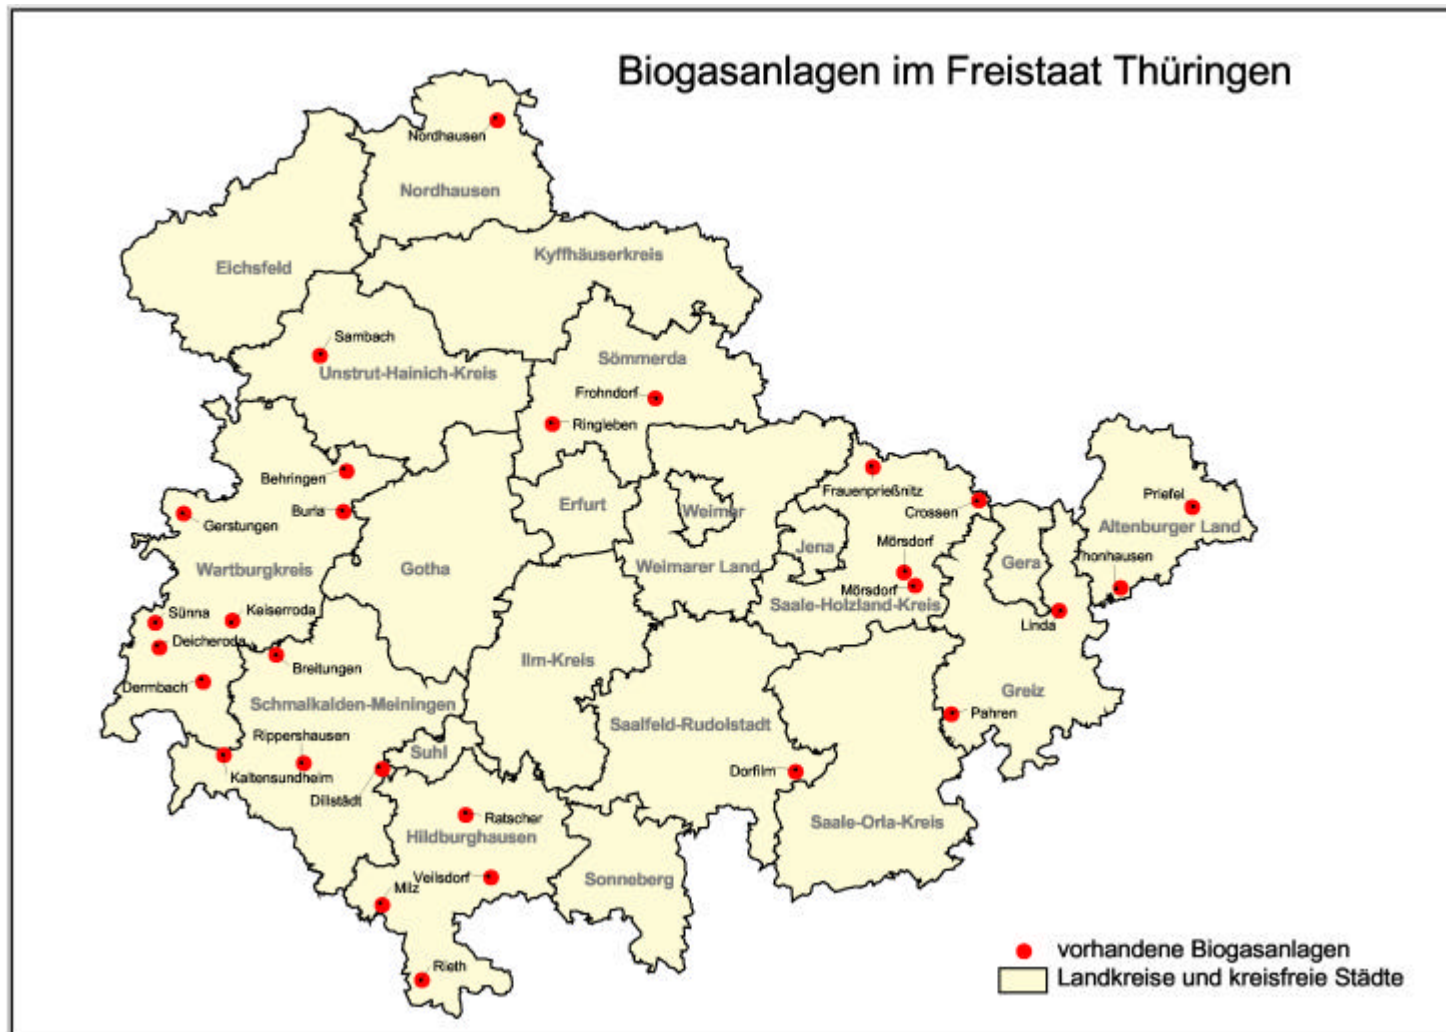 Biogasanlagen im Freistaat Thüringen
Nordhausen
Nordhausen
Kyffhäuserkreis
Eichsfeld
Sambach
Unstrut-Hainich-Kreis
Sömmerda
Frohndorf
Ringleben
Behringen
Burla
Gerstungen
Wartburgkreis
Gotha
Erfurt
Weimar
Weimarer Land
Frauenprießnitz
Crossen
Jena
Mörsdorf
Mörsdorf
Saale-Holzland-Kreis
Gera
Linda
Priefel
Altenburger Land
Thonhausen
Sünna
Keiserroda
Deicheroda
Breitungen
Dermbach
Schmalkalden-Meiningen
Ilm-Kreis
Saalfeld-Rudolstadt
Greiz
Pahren
Rippershausen
Suhl
Kaltensundheim
Dillstädt
Dorfilm
Ratscher
Hildburghausen
Saale-Orla-Kreis
Veilsdorf
Milz
Sonneberg
Rieth
vorhandene Biogasanlagen
Landkreise und kreisfreie Städte